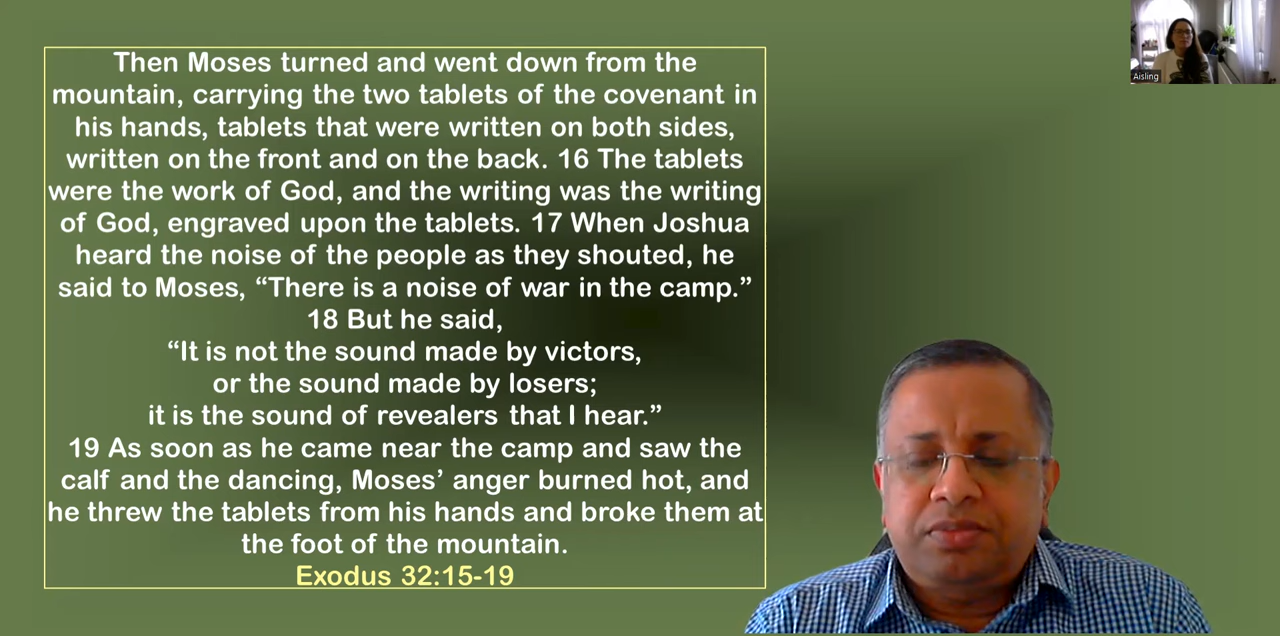 Then Moses turned and went down from the
mountain, carrying the two tablets of the covenant in
his hands, tablets that were written on both sides,
written on the front and on the back. 16 The tablets
were the work of God, and the writing was the writing
of God, engraved upon the tablets. 17 When Joshua
heard the noise of the people as they shouted, he
said to Moses, “There is a noise of war in the camp.”
18 But he said,
“It is not the sound made by victors,
or the sound made by losers;
it is the sound of revealers that I hear.”
19 As soon as he came near the camp and saw the
calf and the dancing, Moses’ anger burned hot, and
he threw the tablets from his hands and broke them at
the foot of the mountain.
Exodus 32:15-19
Aisling